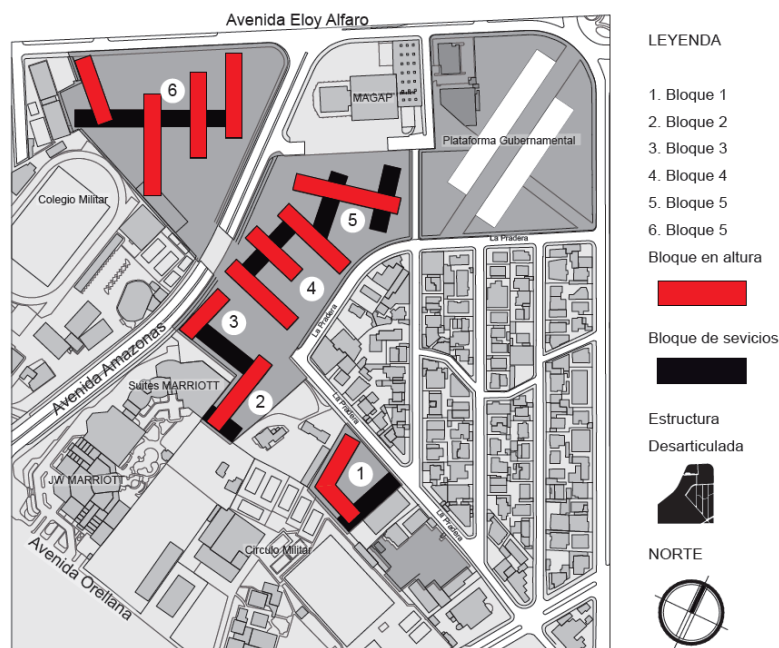 Avenida Eloy Alfaro
6
MAGAP
Plataforma Gubernamental
Colegio Militar
5
La Pradera
4
La Pradera
3
Avenida Amazonas
Suites MARRIOTT
2
La Pradera
1
JW MARRIOTT
La Pradera
Circulo Militar
Avenida Orellana
LEYENDA
1. Bloque 1
2. Bloque 2
3. Bloque 3
4. Bloque 4
5. Bloque 5
6. Bloque 5
Bloque en altura
Bloque de sevicios
Estructura
Desarticulada
NORTE